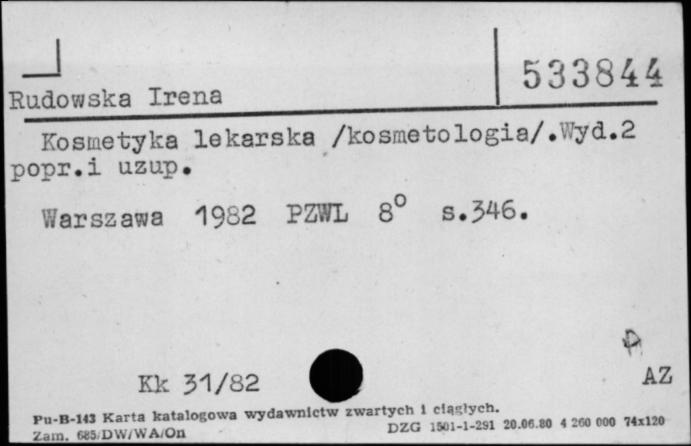 533844
Rudowska Irena
Kosmetyka lekarska /kosmetologia/.Wyd.2
popr.i uzup.
Warszawa 1982 PZWL 8° s.346.
Kk 31/82
AZ
Pu-B-143 Karta katalogowa wydawnictw zwartych i ciągłych.
Zam. 685/DW/WA/On DZG 1501-1-291 20.06.80 4 260 000 74x120